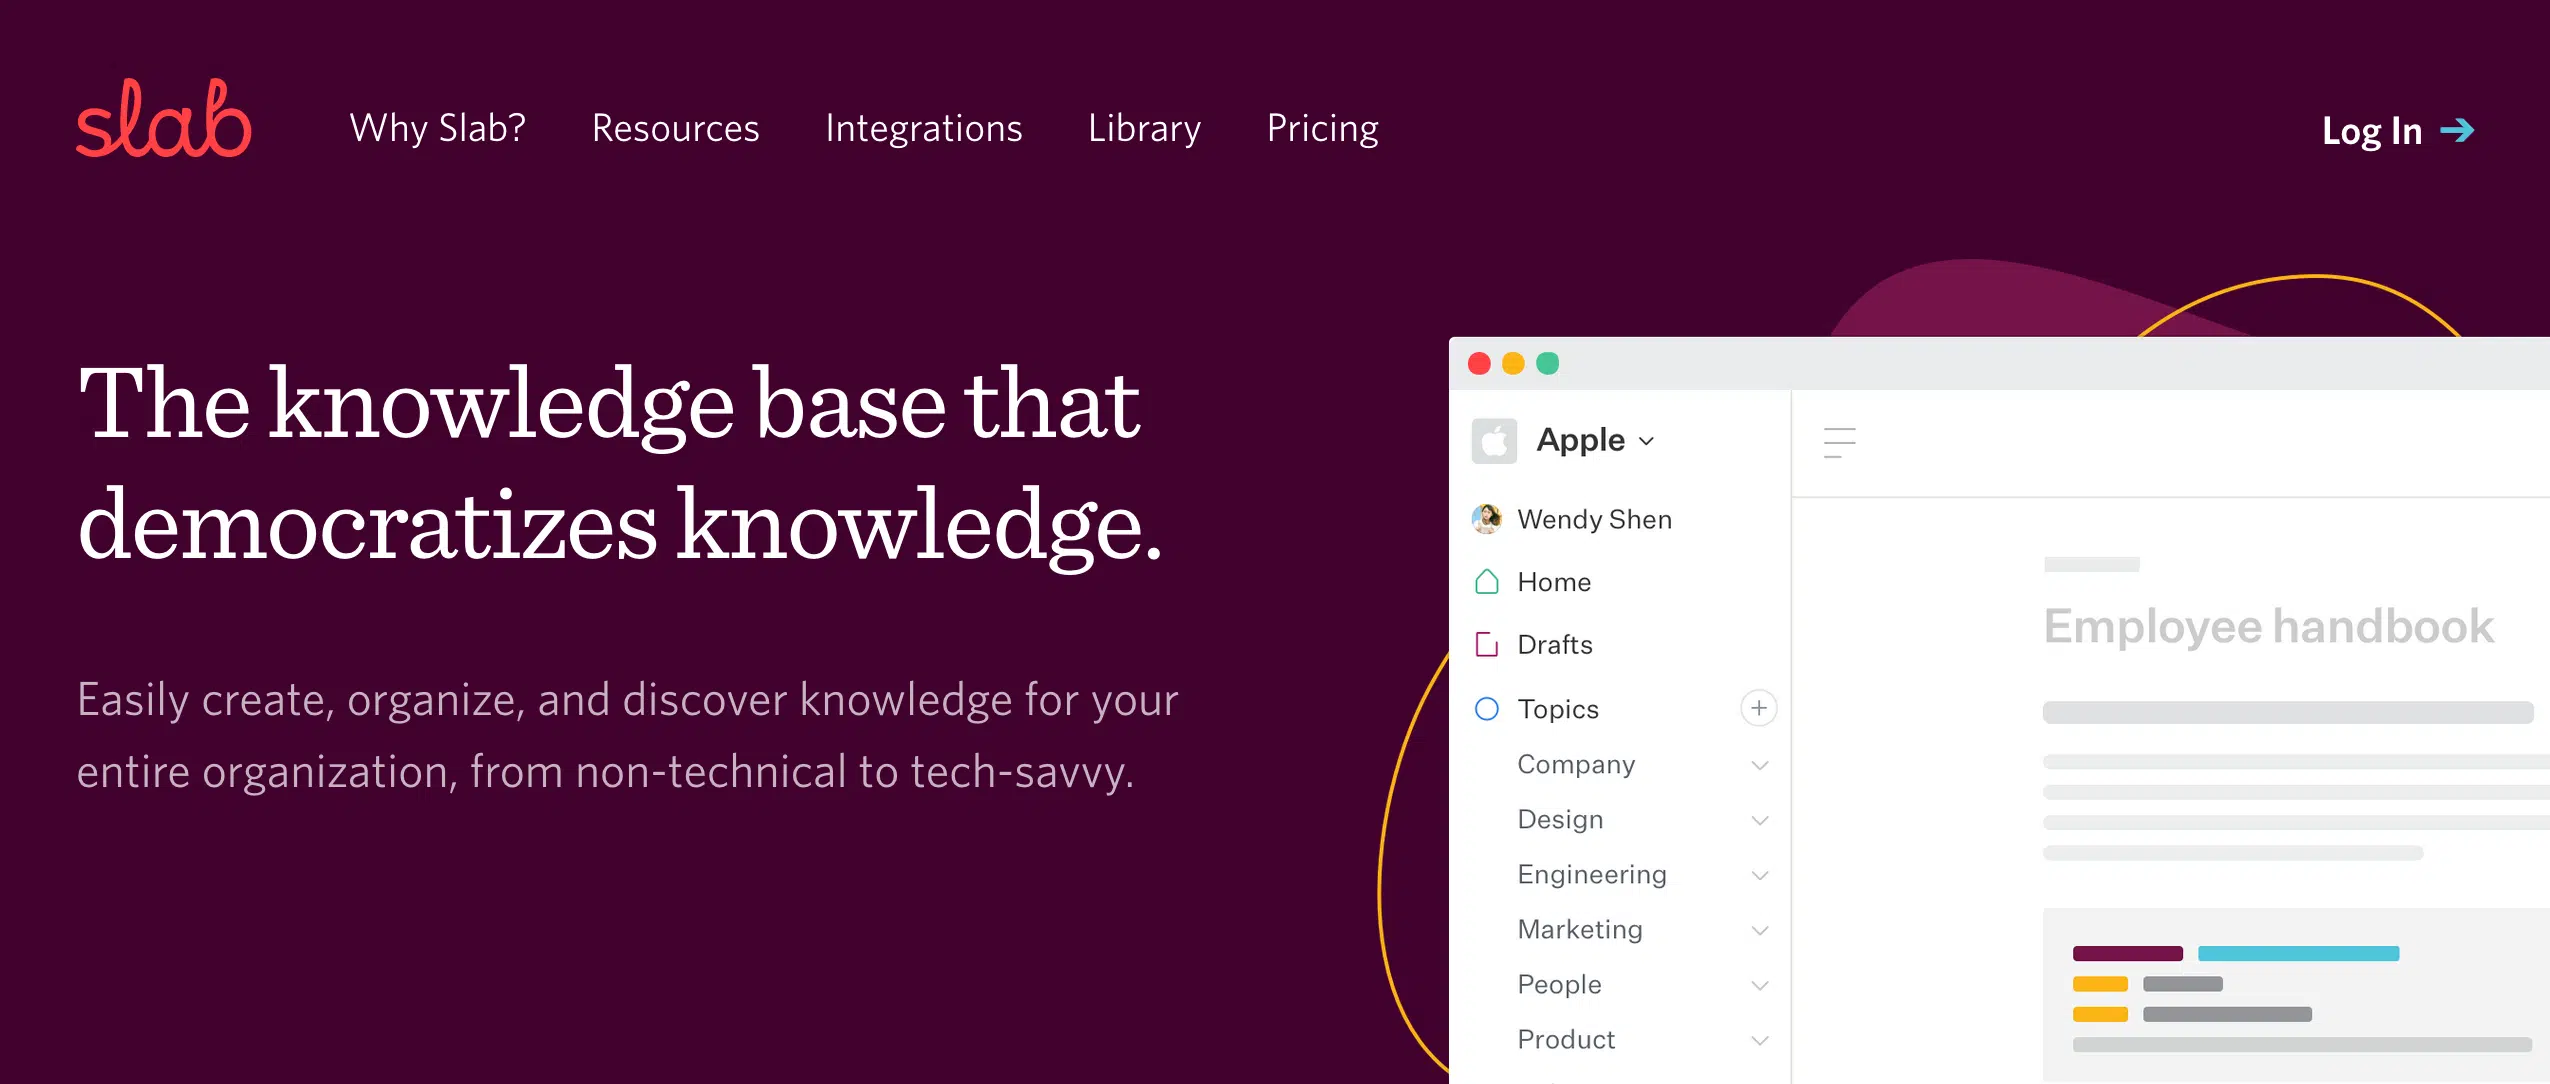 slab
Why Slab? Resources Integrations Library Pricing
Log In
The knowledge base that
democratizes knowledge.
Easily create, organize, and discover knowledge for your
entire organization, from non-technical to tech-savvy.
Apple
Wendy Shen
Home
Drafts
Topics
Company
Design
Engineering
Marketing
People
Product
Employee handbook